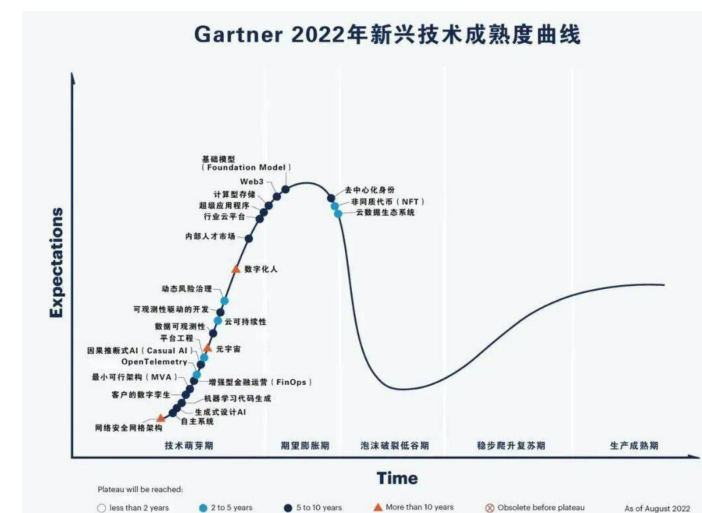 Gartner 2022年新兴技术成熟度曲线
Expectations
基础模型
（Foundation Model）
Web3
计算型存储
超级应用程序
行业云平台
内部人才市场
数字化人
动态风险治理
可观测性驱动的开发
云可持续性
数据可观测性
平台工程
元宇宙
因果推断式AI（Casual AI）
OpenTelemetry
最小可行架构（MVA）
增强型金融运营（FinOps）
客户的数字孪生
机器学习代码生成
生成式设计AI
自主系统
网络安全网格架构
去中心化身份
非同质代币（NFT）
云数据生态系统
技术萌芽期
期望膨胀期
泡沫破裂低谷期
稳步爬升复苏期
生产成熟期
Time
Plateau will be reached:
less than 2 years
2 to 5 years
5 to 10 years
More than 10 years
Obsolete before plateau
As of August 2022